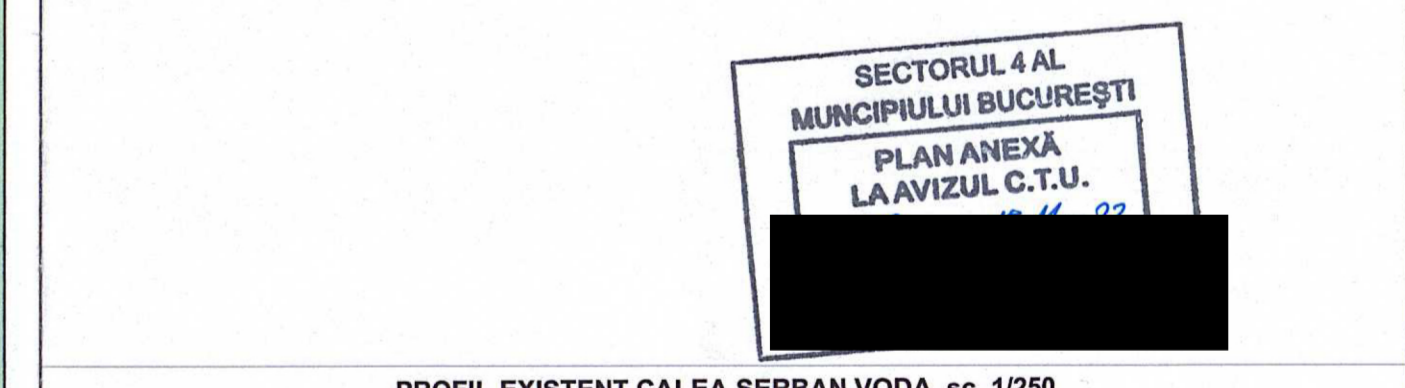 SECTORUL 4 AL
MUNCIPIULUI BUCUREŞTI
PLAN ANEXĂ
LA AVIZUL C.T.U.
PROFIL EXISTENT CALEA SERBAN VODA sc. 1/250